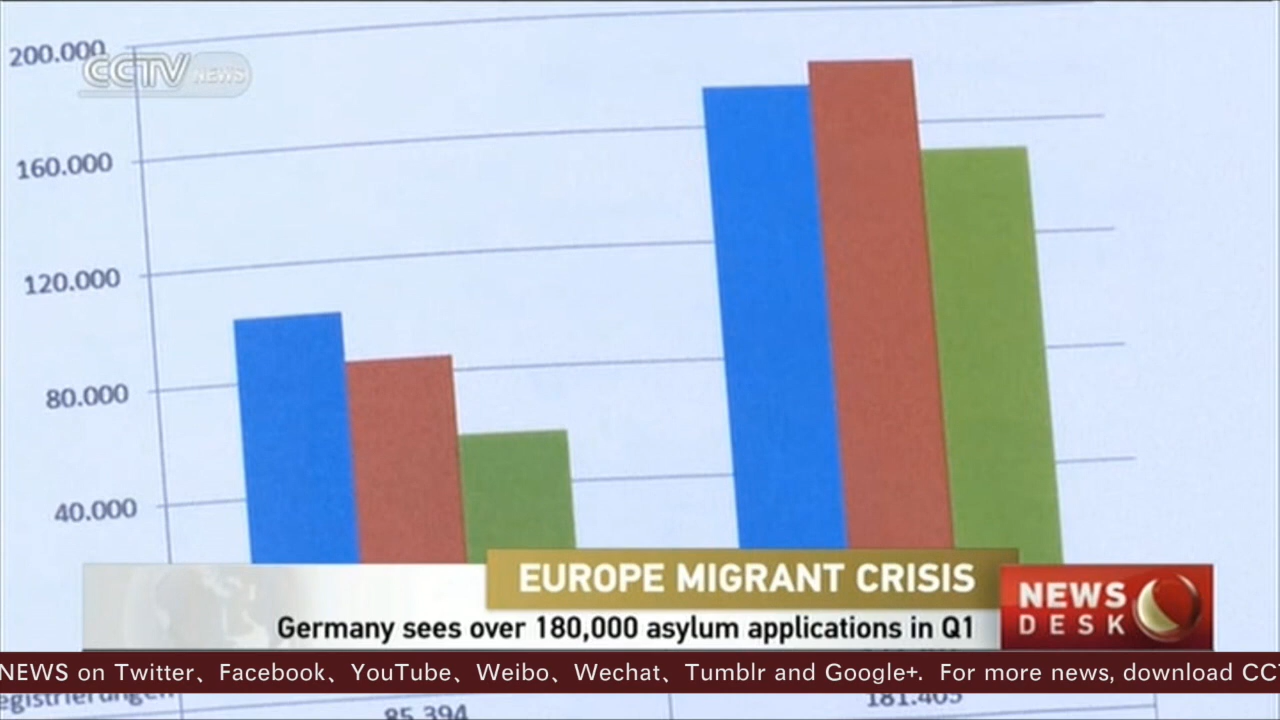 200.000
CCTV NEWS
160.000
120.000
80.000
40.000
EUROPE MIGRANT CRISIS
Germany sees over 180,000 asylum applications in Q1
NEWS
DESK
NEWS on Twitter、Facebook、YouTube、Weibo、Wechat、Tumblr and Google+. For more news, download CC
85.394
181.405